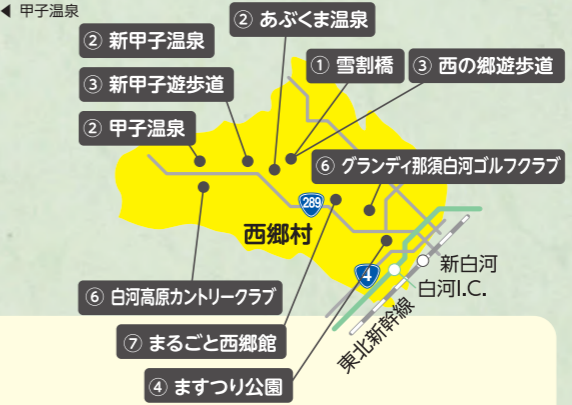 ◀ 甲子温泉
② あぶくま温泉
② 新甲子温泉
① 雪割橋
③ 西の郷遊歩道
③ 新甲子遊歩道
② 甲子温泉
⑥ グランディ那須白河ゴルフクラブ
289
西郷村
4
新白河
白河I.C.
⑥ 白河高原カントリークラブ
東北新幹線
⑦ まるごと西郷館
④ ますつり公園